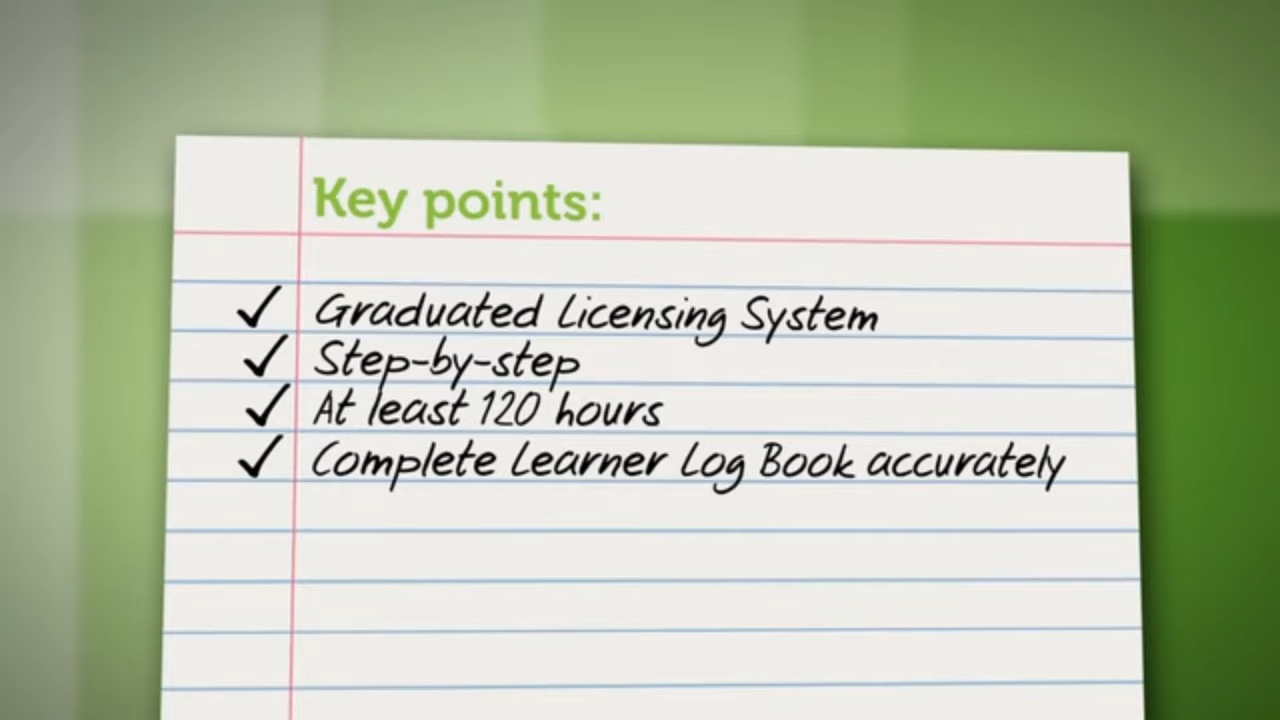 Key points:
✓ Graduated Licensing System
✓ Step-by-step
✓ At least 120 hours
✓ Complete Learner Log Book accurately